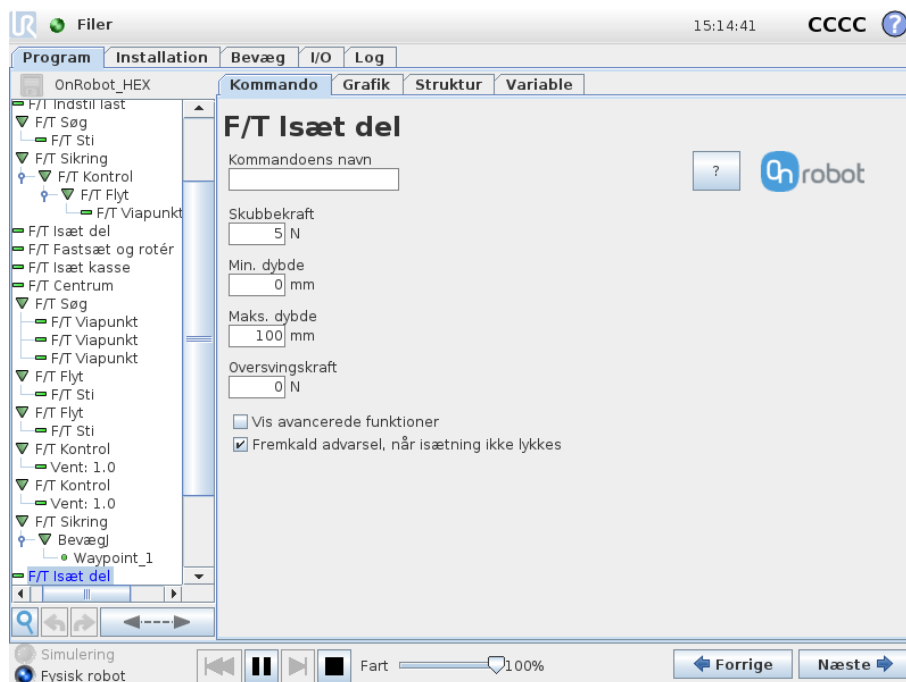 Filer
15:14:41
CCCC
?
Program
Installation
Bevæg
I/O
Log
OnRobot_HEX
Kommando
Grafik
Struktur
Variable
F/T Indstil last
F/T Søg
F/T Sti
F/T Sikring
F/T Kontrol
F/T Flyt
F/T Viapunkt
F/T Isæt del
F/T Fastsæt og rotér
F/T Isæt kasse
F/T Centrum
F/T Søg
F/T Viapunkt
F/T Viapunkt
F/T Viapunkt
F/T Flyt
F/T Sti
F/T Flyt
F/T Sti
F/T Kontrol
Vent: 1.0
F/T Kontrol
Vent: 1.0
F/T Sikring
BevægJ
Waypoint_1
F/T Isæt del
F/T Isæt del
Kommandoens navn
?
On robot
Skubbekraft
5 N
Min. dybde
0 mm
Maks. dybde
100 mm
Oversvingskraft
0 N
Vis avancerede funktioner
Fremkald advarsel, når isætning ikke lykkes
Simulering
Fysisk robot
Fart
100%
Forrige
Næste